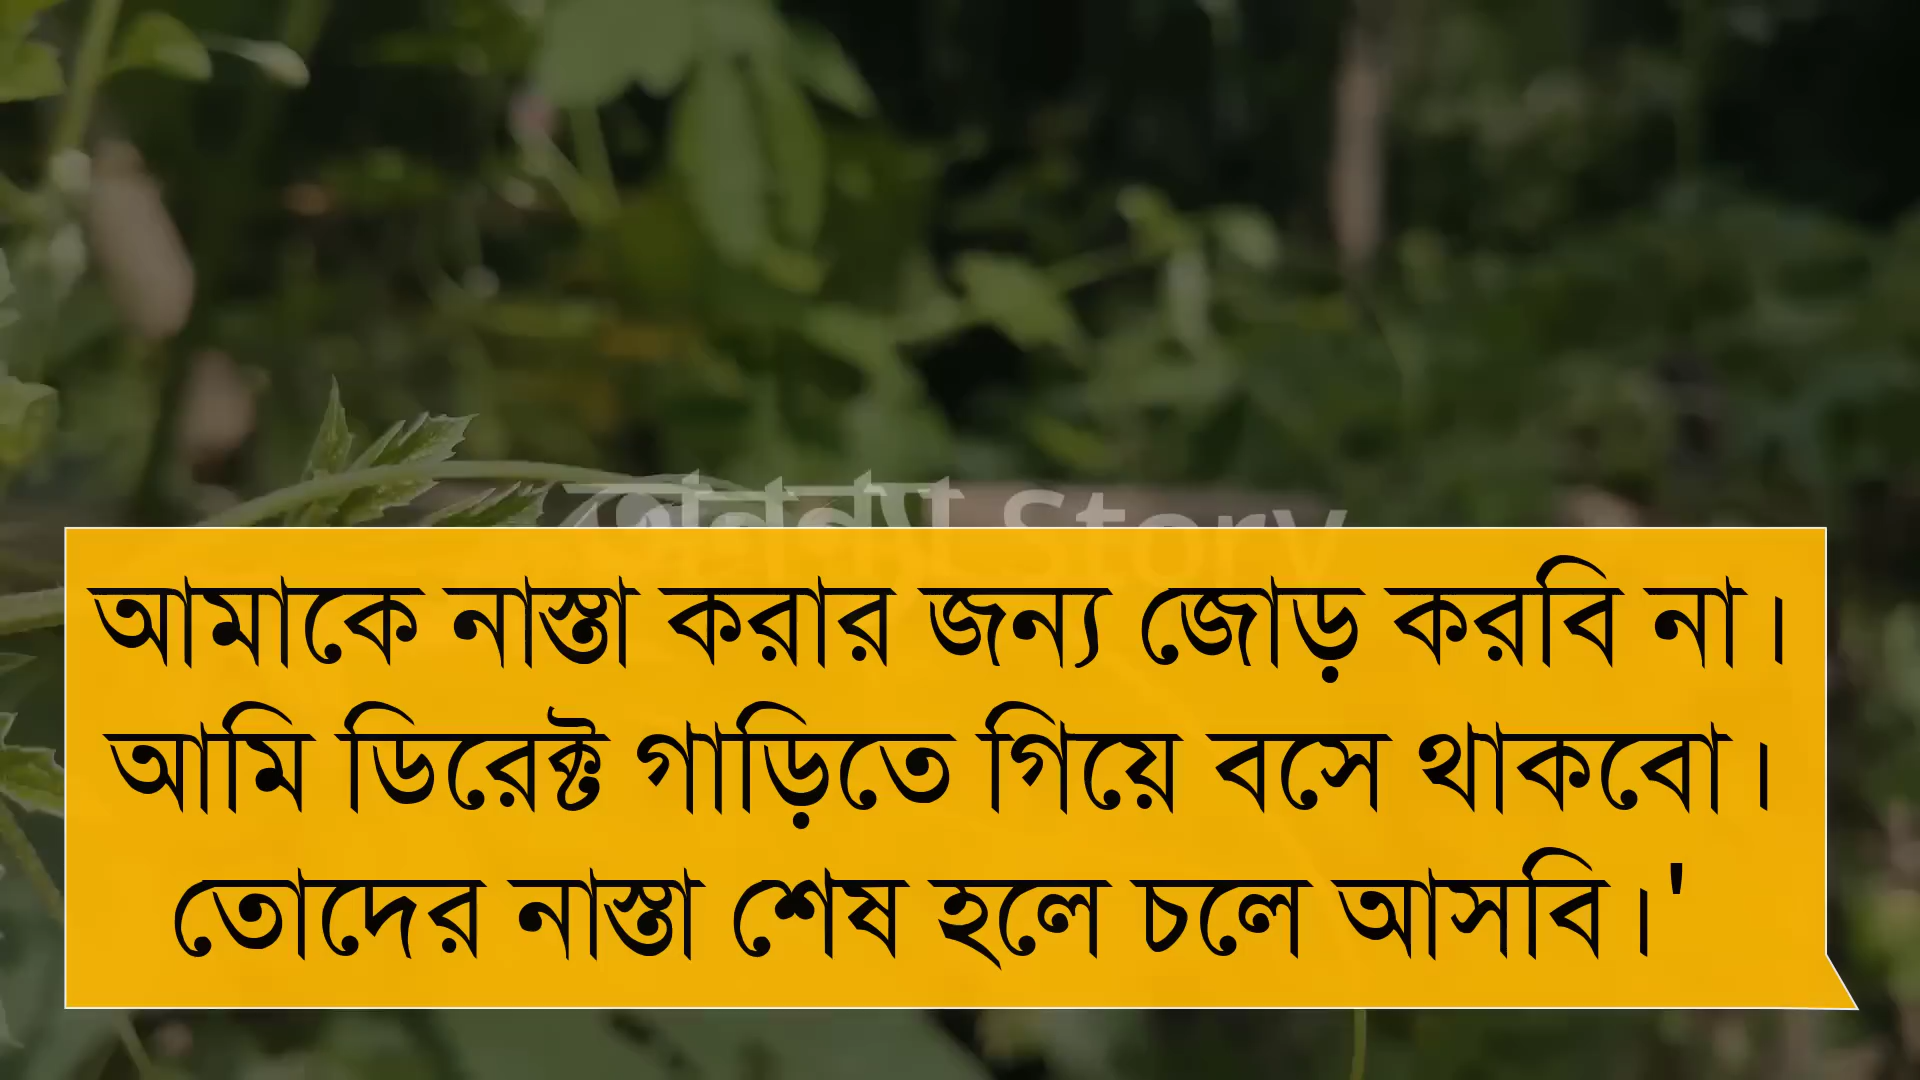 আমাকে নাস্তা করার জন্য জোড় করবি না।
আমি ডিরেক্ট গাড়িতে গিয়ে বসে থাকবো।
তোদের নাস্তা শেষ হলে চলে আসবি।'